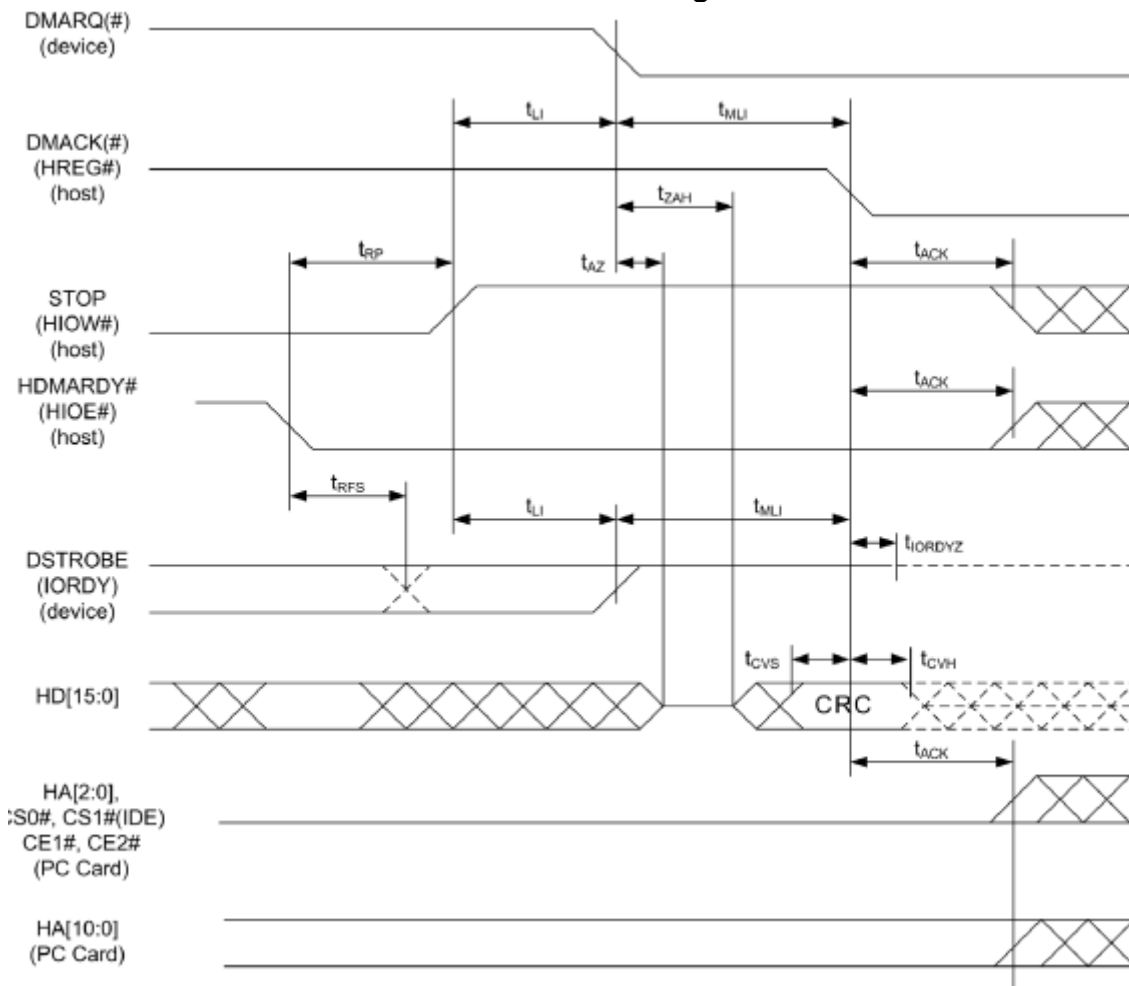 DMARQ(#)
(device)
tLI
tMLI
DMACK(#)
(HREG#)
(host)
tZAH
tRP
tAZ
tACK
STOP
(HIOW#)
(host)
HDMARDY#
(HIOE#)
(host)
tACK
tRFS
tLI
tMLI
tIORDYZ
DSTROBE
(IORDY)
(device)
tCVS
tCVH
HD[15:0]
CRC
tACK
HA[2:0],
CS0#, CS1#(IDE)
CE1#, CE2#
(PC Card)
HA[10:0]
(PC Card)